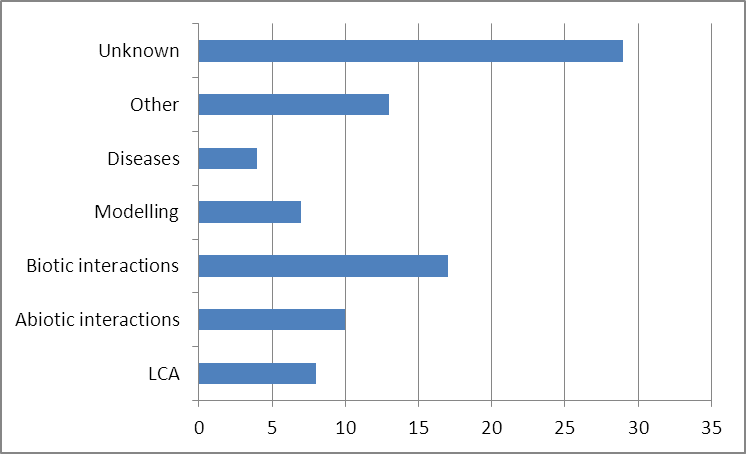 Unknown
Other
Diseases
Modelling
Biotic interactions
Abiotic interactions
LCA
0 5 10 15 20 25 30 35